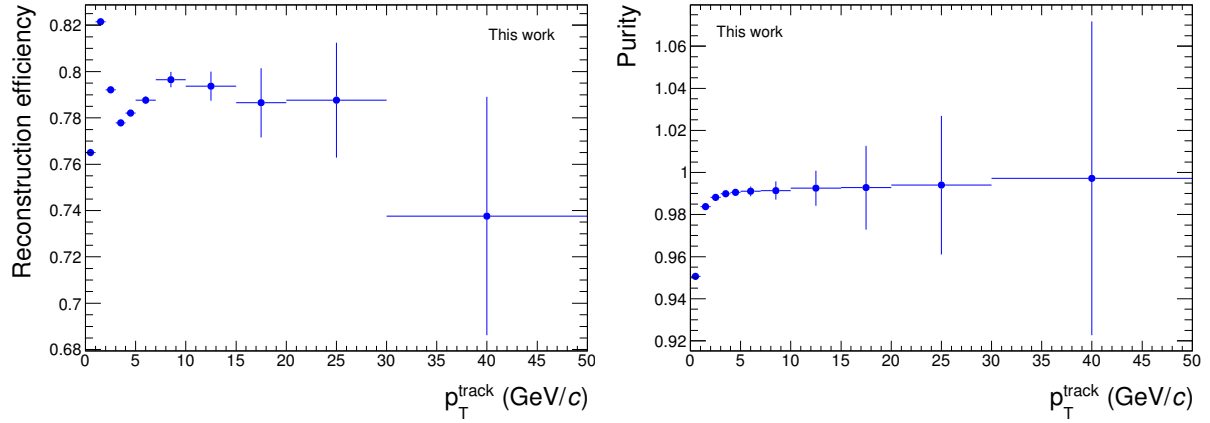 Reconstruction efficiency
This work
0.82
0.8
0.78
0.76
0.74
0.72
0.7
0.68
0 5 10 15 20 25 30 35 40 45 50
p_T^track (GeV/c)
Purity
This work
1.06
1.04
1.02
1
0.98
0.96
0.94
0.92
0 5 10 15 20 25 30 35 40 45 50
p_T^track (GeV/c)